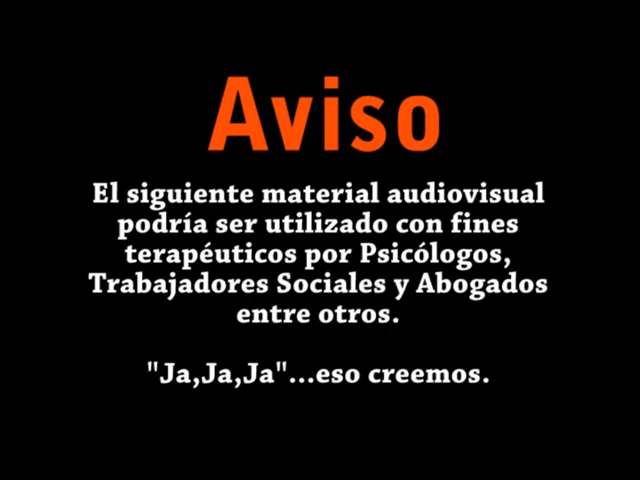 Aviso
El siguiente material audiovisual
podría ser utilizado con fines
terapéuticos por Psicólogos,
Trabajadores Sociales y Abogados
entre otros.
"Ja,Ja,Ja"...eso creemos.